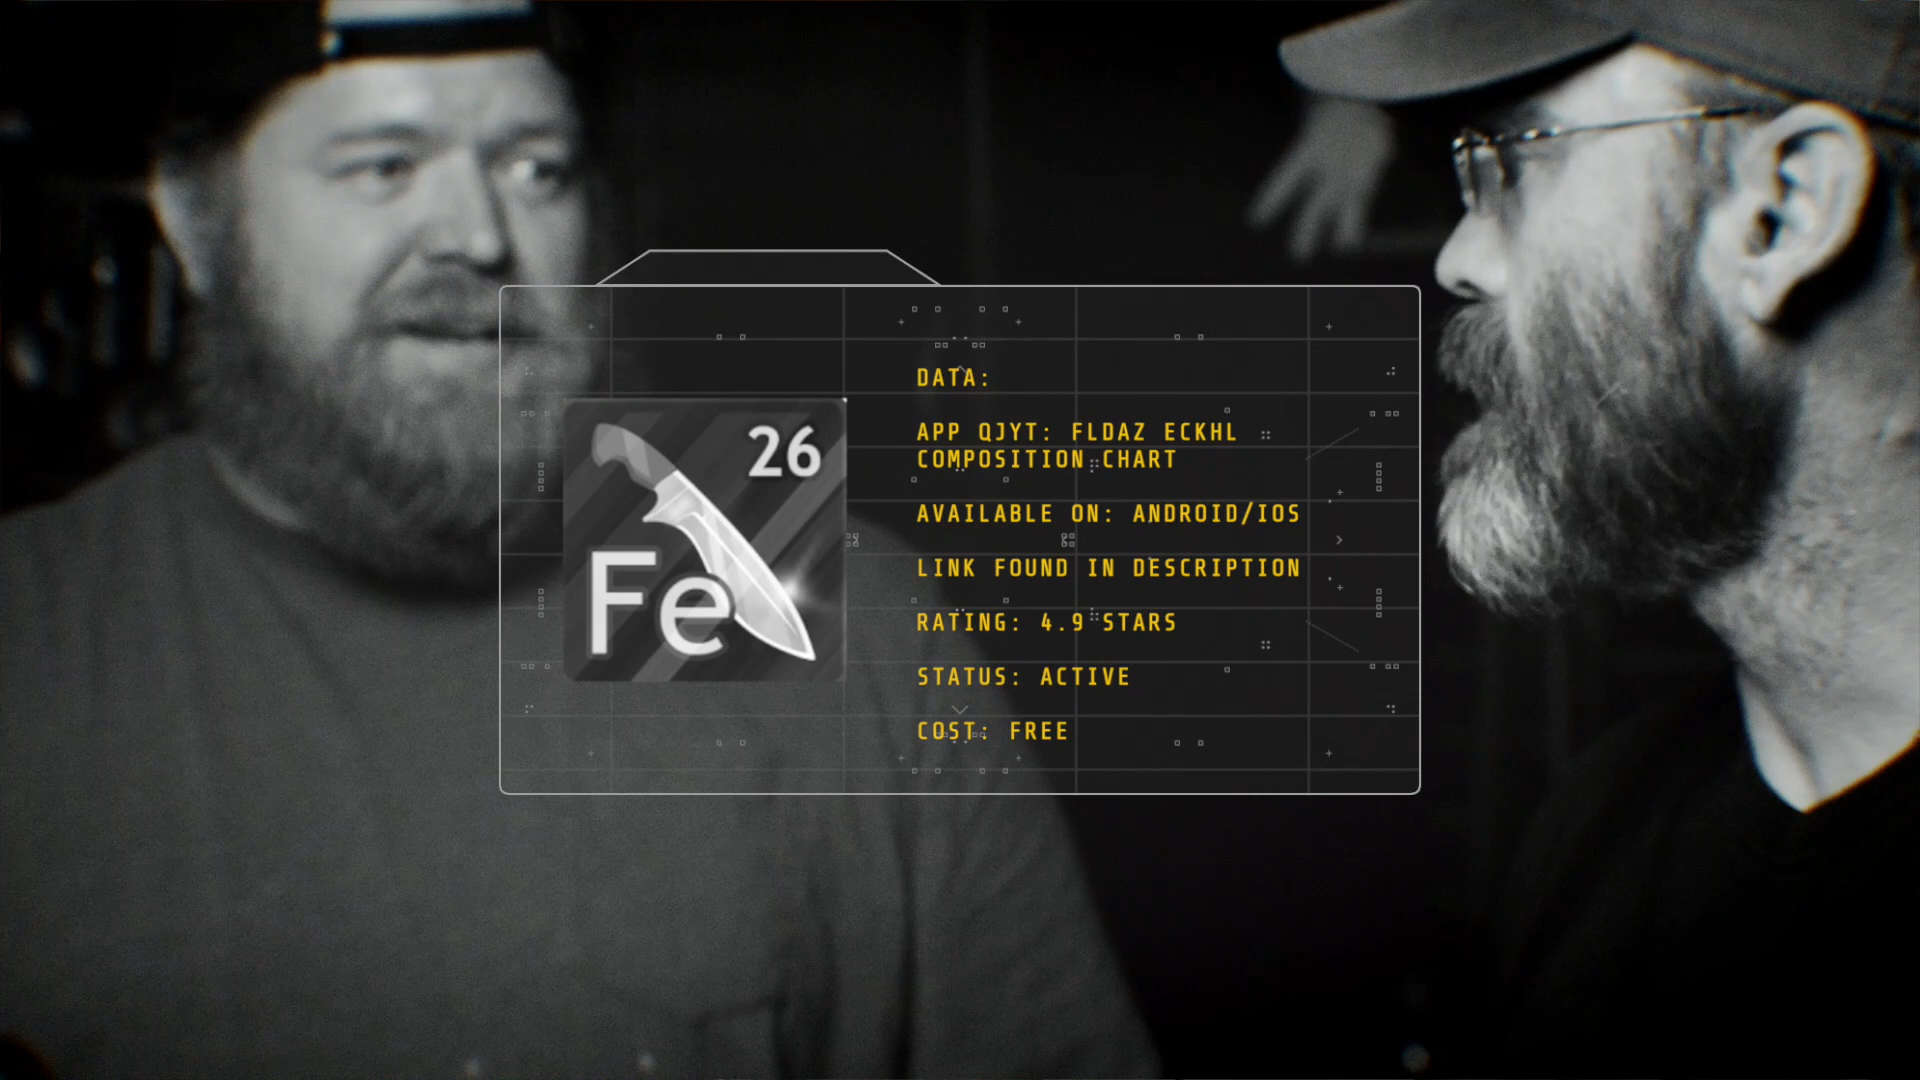 26
Fe
DATA:
APP QJYT: FLDAZ ECKHL
COMPOSITION CHART
AVAILABLE ON: ANDROID/IOS
LINK FOUND IN DESCRIPTION
RATING: 4.9 STARS
STATUS: ACTIVE
COST: FREE